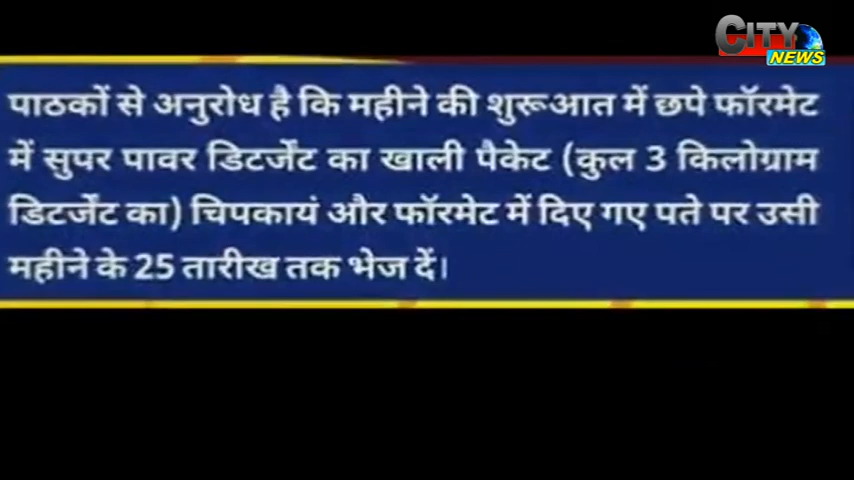 CITY
NEWS
पाठकों से अनुरोध है कि महीने की शुरूआत में छपे फॉरमेट
में सुपर पावर डिटर्जेंट का खाली पैकेट (कुल 3 किलोग्राम
डिटर्जेंट का) चिपकायं और फॉरमेट में दिए गए पते पर उसी
महीने के 25 तारीख तक भेज दें।